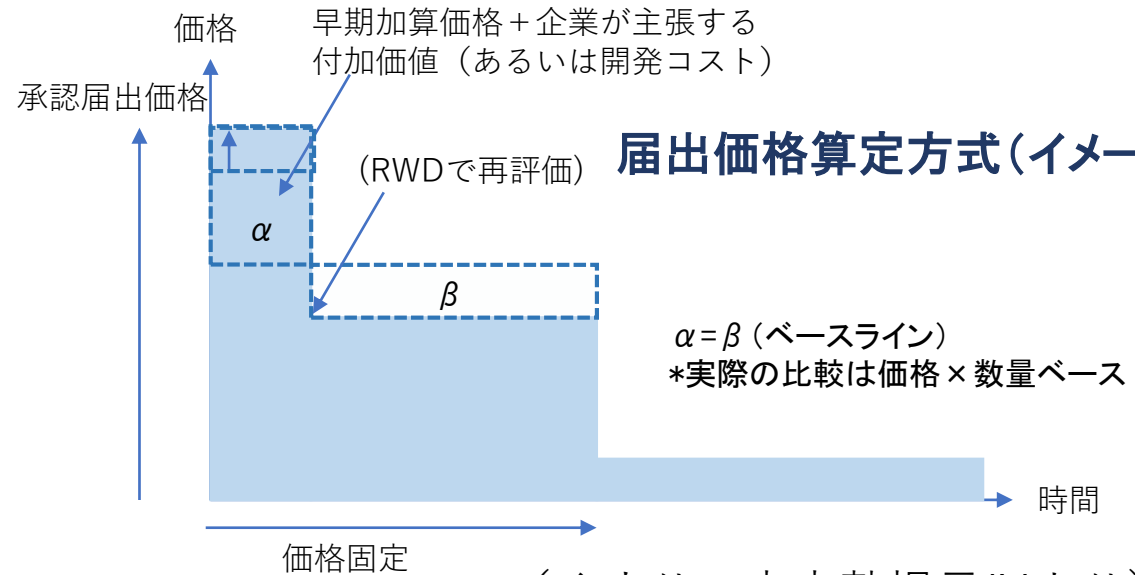 価格
早期加算価格＋企業が主張する
付加価値（あるいは開発コスト）
承認届出価格
届出価格算定方式（イメー
(RWDで再評価)
α
β
α=β（ベースライン）
*実際の比較は価格×数量ベース
時間
価格固定